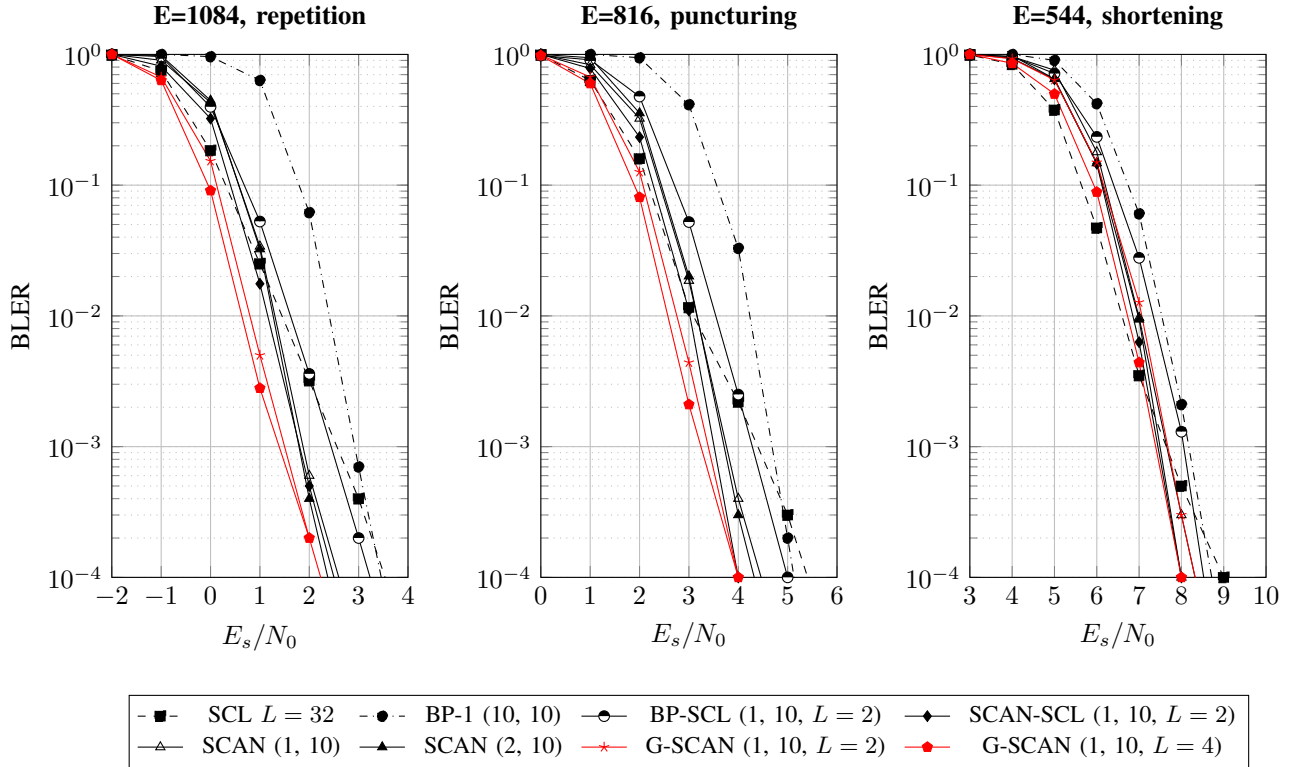 E=1084, repetition
E=816, puncturing
E=544, shortening
BLER
10^0
10^−1
10^−2
10^−3
10^−4
−2 −1 0 1 2 3 4
E_s/N_0
BLER
10^0
10^−1
10^−2
10^−3
10^−4
0 1 2 3 4 5 6
E_s/N_0
BLER
10^0
10^−1
10^−2
10^−3
10^−4
3 4 5 6 7 8 9 10
E_s/N_0
SCL L = 32 BP-1 (10, 10) BP-SCL (1, 10, L = 2) SCAN-SCL (1, 10, L = 2)
SCAN (1, 10) SCAN (2, 10) G-SCAN (1, 10, L = 2) G-SCAN (1, 10, L = 4)